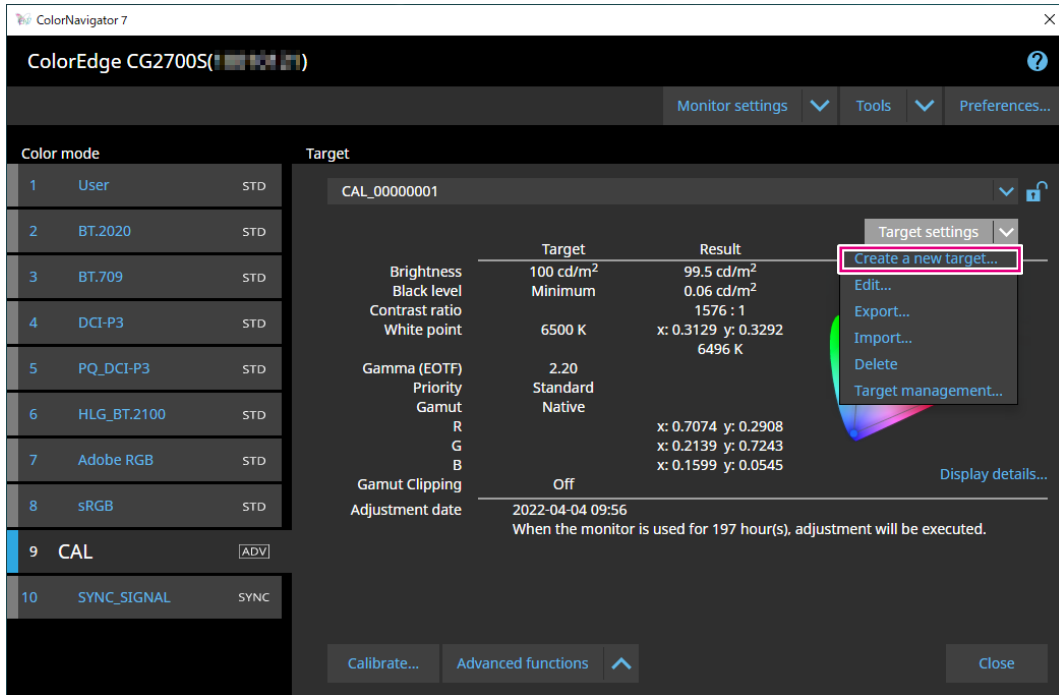 ColorNavigator 7
ColorEdge CG2700S( )
Monitor settings Tools Preferences...
Color mode
1 User STD
2 BT.2020 STD
3 BT.709 STD
4 DCI-P3 STD
5 PQ_DCI-P3 STD
6 HLG_BT.2100 STD
7 Adobe RGB STD
8 sRGB STD
9 CAL ADV
10 SYNC_SIGNAL SYNC
Target
CAL_00000001
Target settings
Create a new target...
Edit...
Export...
Import...
Delete
Target management...
Target Result
Brightness 100 cd/m² 99.5 cd/m²
Black level Minimum 0.06 cd/m²
Contrast ratio 1576 : 1
White point 6500 K x: 0.3129 y: 0.3292
6496 K
Gamma (EOTF) 2.20
Priority Standard
Gamut Native
R x: 0.7074 y: 0.2908
G x: 0.2139 y: 0.7243
B x: 0.1599 y: 0.0545
Gamut Clipping Off
Display details...
Adjustment date 2022-04-04 09:56
When the monitor is used for 197 hour(s), adjustment will be executed.
Calibrate... Advanced functions Close